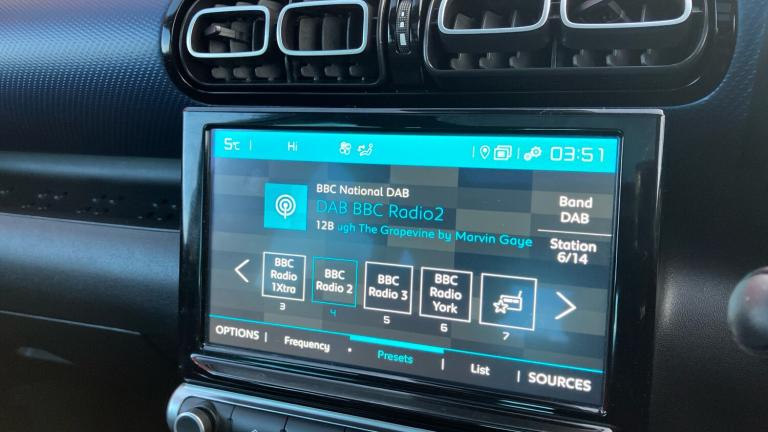 5°C | Hi | | 03:51
BBC National DAB
DAB BBC Radio2
12B ugh The Grapevine by Marvin Gaye
Band
DAB
Station
6/14
BBC
Radio
1Xtra
3
BBC
Radio 2
4
BBC
Radio 3
5
BBC
Radio
York
6
7
OPTIONS | Frequency Presets | List | SOURCES